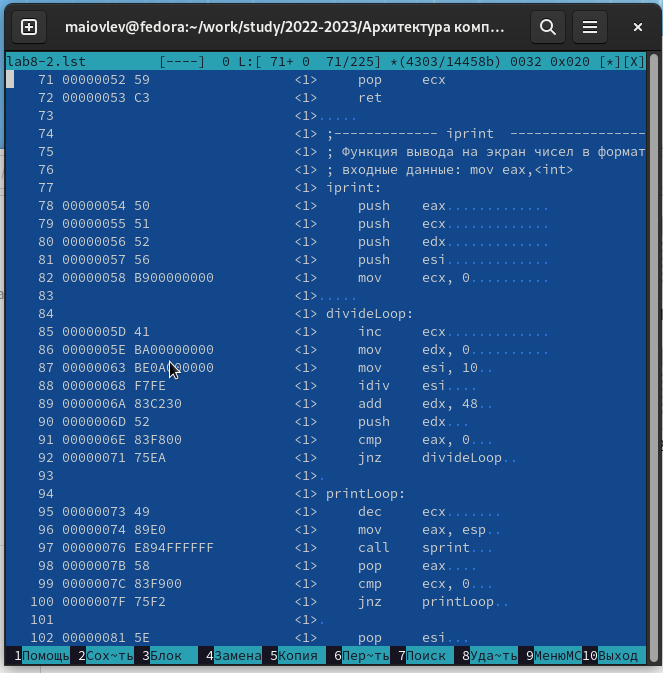 maiovlev@fedora:~/work/study/2022-2023/Архитектура комп...
lab8-2.lst [----] 0 L:[ 71+ 0 71/225] *(4303/14458b) 0032 0x020 [*][X]
71 00000052 59 <1> pop ecx
72 00000053 C3 <1> ret
73 <1>.....
74 <1> ;------------- iprint -----------------
75 <1> ; Функция вывода на экран чисел в формат
76 <1> ; входные данные: mov eax,<int>
77 <1> iprint:
78 00000054 50 <1> push eax.............
79 00000055 51 <1> push ecx.............
80 00000056 52 <1> push edx.............
81 00000057 56 <1> push esi.............
82 00000058 B900000000 <1> mov ecx, 0..........
83 <1>.....
84 <1> divideLoop:
85 0000005D 41 <1> inc ecx.............
86 0000005E BA00000000 <1> mov edx, 0..........
87 00000063 BE0A000000 <1> mov esi, 10..
88 00000068 F7FE <1> idiv esi....
89 0000006A 83C230 <1> add edx, 48..
90 0000006D 52 <1> push edx...
91 0000006E 83F800 <1> cmp eax, 0...
92 00000071 75EA <1> jnz divideLoop..
93 <1>.
94 <1> printLoop:
95 00000073 49 <1> dec ecx.......
96 00000074 89E0 <1> mov eax, esp..
97 00000076 E894FFFFFF <1> call sprint...
98 0000007B 58 <1> pop eax....
99 0000007C 83F900 <1> cmp ecx, 0...
100 0000007F 75F2 <1> jnz printLoop..
101 <1>.
102 00000081 5E <1> pop esi...
1Помощь 2Сох~ть 3Блок 4Замена 5Копия 6Пер~ть 7Поиск 8Уда~ть 9МенюMC 10Выход